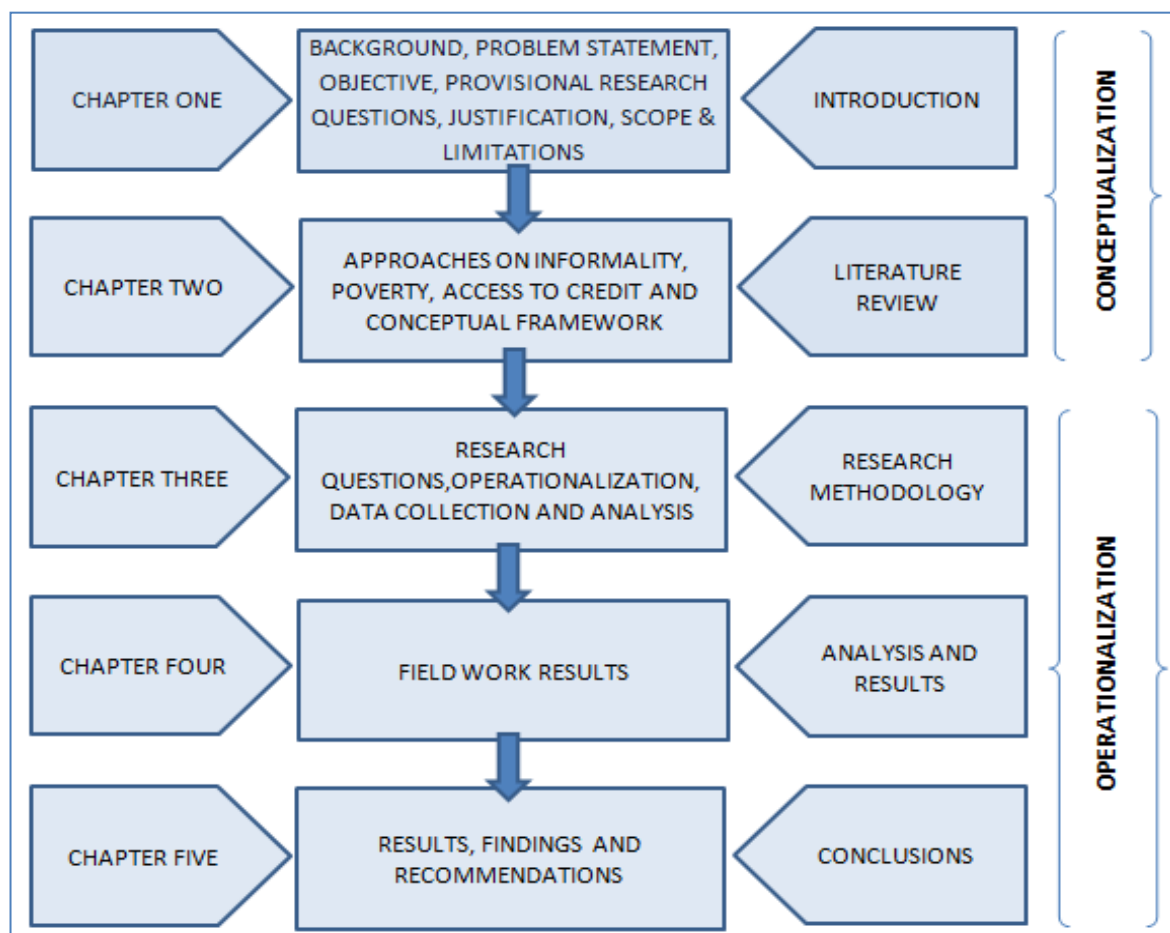 CHAPTER ONE
BACKGROUND, PROBLEM STATEMENT,
OBJECTIVE, PROVISIONAL RESEARCH
QUESTIONS, JUSTIFICATION, SCOPE &
LIMITATIONS
INTRODUCTION
CHAPTER TWO
APPROACHES ON INFORMALITY,
POVERTY, ACCESS TO CREDIT AND
CONCEPTUAL FRAMEWORK
LITERATURE
REVIEW
CONCEPTUALIZATION
CHAPTER THREE
RESEARCH
QUESTIONS,OPERATIONALIZATION,
DATA COLLECTION AND ANALYSIS
RESEARCH
METHODOLOGY
CHAPTER FOUR
FIELD WORK RESULTS
ANALYSIS AND
RESULTS
CHAPTER FIVE
RESULTS, FINDINGS AND
RECOMMENDATIONS
CONCLUSIONS
OPERATIONALIZATION